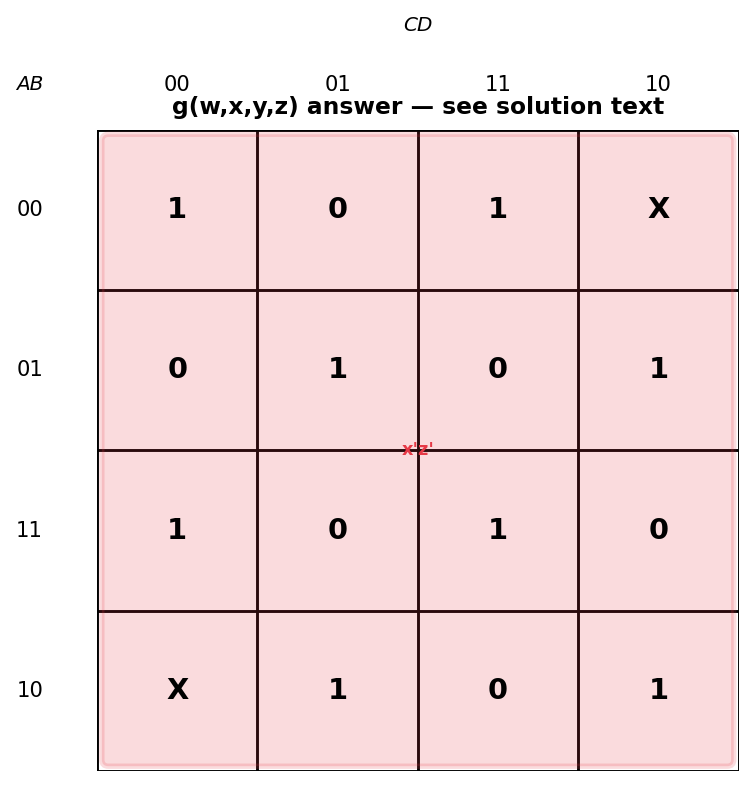 CD
AB 00 01 11 10
g(w,x,y,z) answer — see solution text
00 1 0 1 X
01 0 1 0 1
x'z'
11 1 0 1 0
10 X 1 0 1